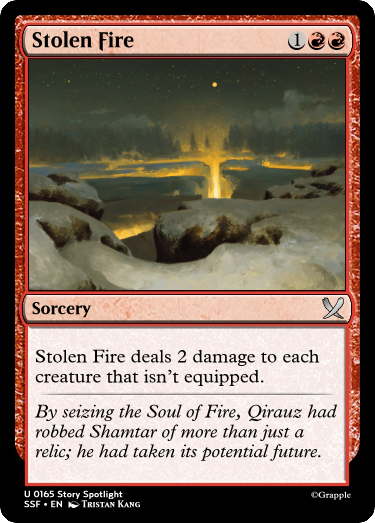 Stolen Fire 1
Sorcery
Stolen Fire deals 2 damage to each
creature that isn't equipped.
By seizing the Soul of Fire, Qirauz had
robbed Shamtar of more than just a
relic; he had taken its potential future.
U 0165 Story Spotlight
SSF • EN Tristan Kang
©Grapple